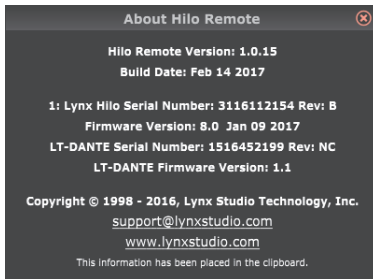 About Hilo Remote
Hilo Remote Version: 1.0.15
Build Date: Feb 14 2017
1: Lynx Hilo Serial Number: 3116112154 Rev: B
Firmware Version: 8.0  Jan 09 2017
LT-DANTE Serial Number: 1516452199 Rev: NC
LT-DANTE Firmware Version: 1.1
Copyright © 1998 - 2016, Lynx Studio Technology, Inc.
support@lynxstudio.com
www.lynxstudio.com
This information has been placed in the clipboard.